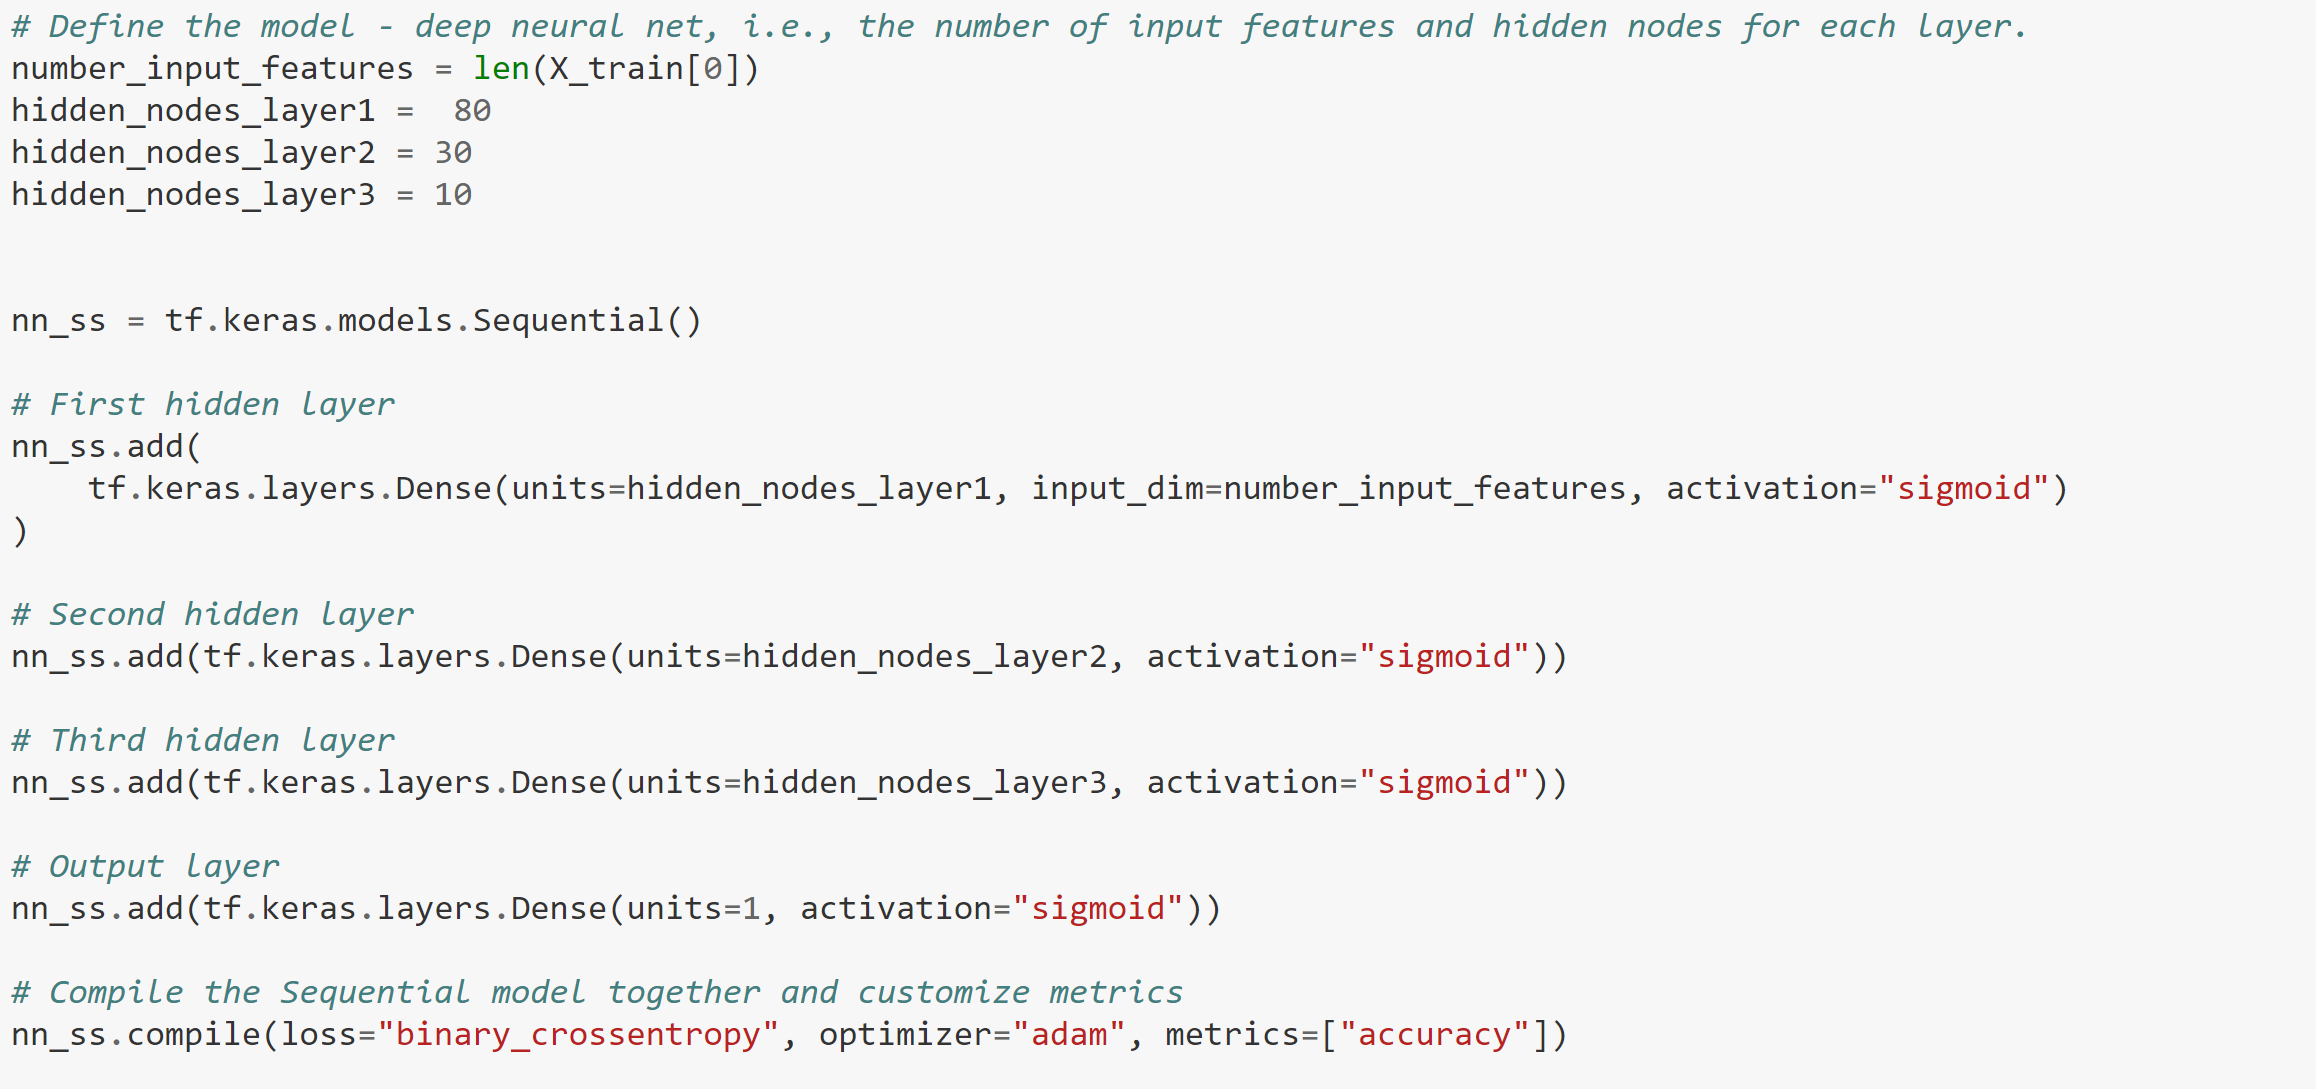 # Define the model - deep neural net, i.e., the number of input features and hidden nodes for each layer.
number_input_features = len(X_train[0])
hidden_nodes_layer1 =  80
hidden_nodes_layer2 = 30
hidden_nodes_layer3 = 10
nn_ss = tf.keras.models.Sequential()
# First hidden layer
nn_ss.add(
    tf.keras.layers.Dense(units=hidden_nodes_layer1, input_dim=number_input_features, activation="sigmoid")
)
# Second hidden layer
nn_ss.add(tf.keras.layers.Dense(units=hidden_nodes_layer2, activation="sigmoid"))
# Third hidden layer
nn_ss.add(tf.keras.layers.Dense(units=hidden_nodes_layer3, activation="sigmoid"))
# Output layer
nn_ss.add(tf.keras.layers.Dense(units=1, activation="sigmoid"))
# Compile the Sequential model together and customize metrics
nn_ss.compile(loss="binary_crossentropy", optimizer="adam", metrics=["accuracy"])